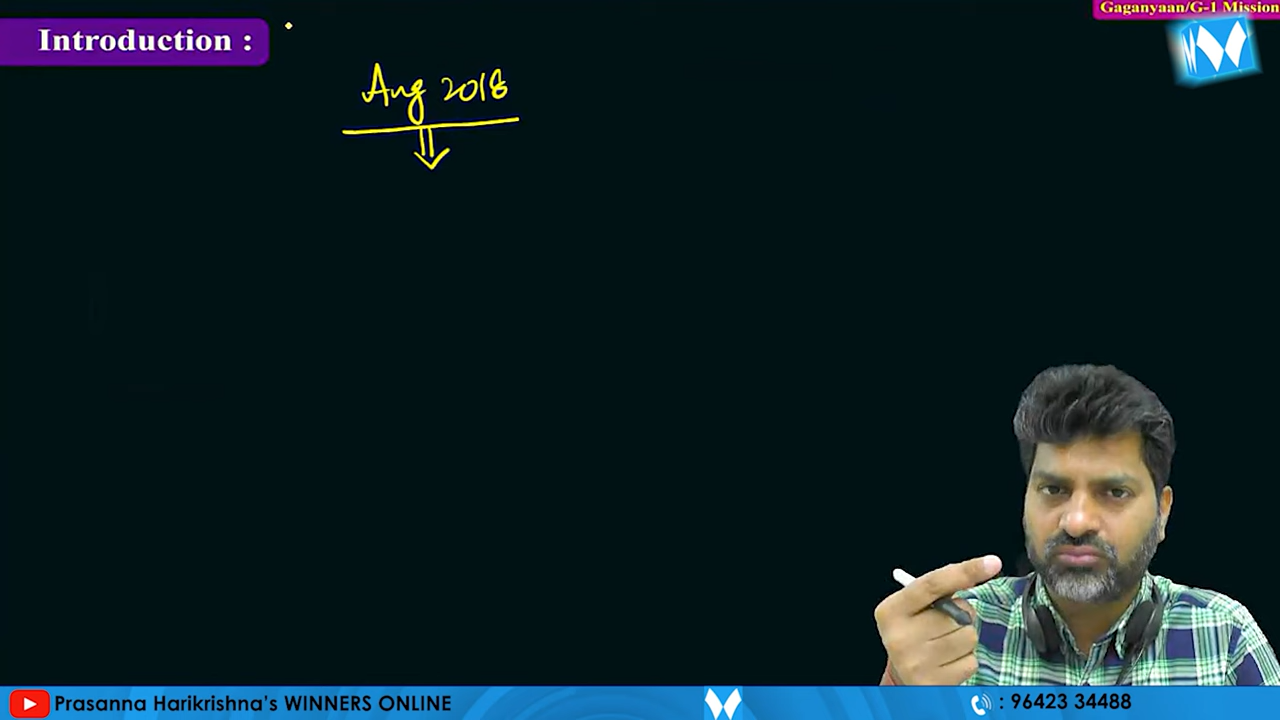 Gaganyaan/G-1 Mission
Introduction :
W
Aug 2018
Prasanna Harikrishna's WINNERS ONLINE
W
: 96423 34488